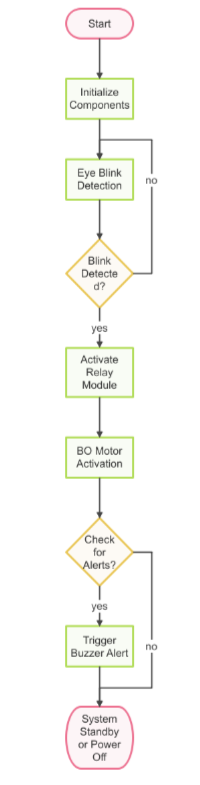 Start
Initialize
Components
Eye Blink
Detection
no
Blink
Detecte
d?
yes
Activate
Relay
Module
BO Motor
Activation
Check
for
Alerts?
yes
Trigger
Buzzer Alert
no
System
Standby
or Power
Off